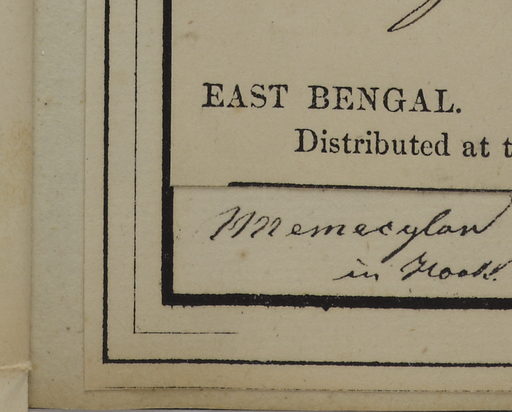 EAST BENGAL.
Distributed at t
Memecylon
in Hook.